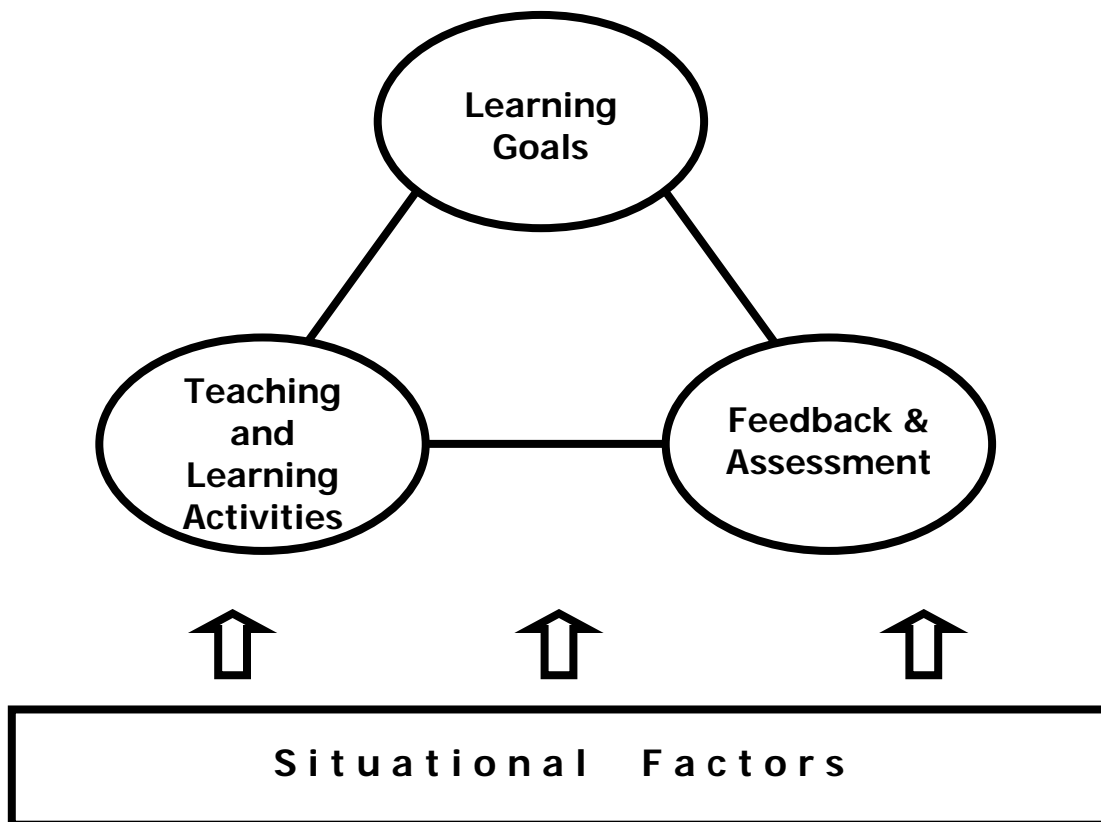 Learning
Goals
Teaching
and
Learning
Activities
Feedback &
Assessment
Situational Factors